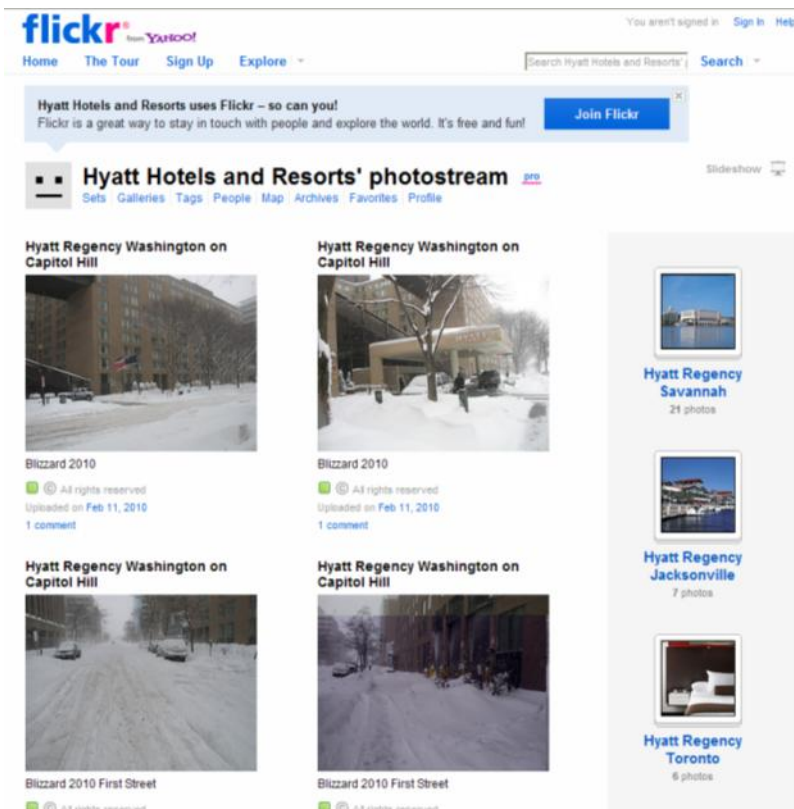 flickr from YAHOO!
You aren't signed in Sign In Help
Home The Tour Sign Up Explore
Search Hyatt Hotels and Resorts' Search
Hyatt Hotels and Resorts uses Flickr – so can you!
Flickr is a great way to stay in touch with people and explore the world. It's free and fun!
Join Flickr
Hyatt Hotels and Resorts' photostream pro
Slideshow
Sets Galleries Tags People Map Archives Favorites Profile
Hyatt Regency Washington on
Capitol Hill
Blizzard 2010
© All rights reserved
Uploaded on Feb 11, 2010
1 comment
Hyatt Regency Washington on
Capitol Hill
Blizzard 2010
© All rights reserved
Uploaded on Feb 11, 2010
1 comment
Hyatt Regency Washington on
Capitol Hill
Blizzard 2010 First Street
© All rights reserved
Hyatt Regency Washington on
Capitol Hill
Blizzard 2010 First Street
© All rights reserved
Hyatt Regency
Savannah
21 photos
Hyatt Regency
Jacksonville
7 photos
Hyatt Regency
Toronto
6 photos